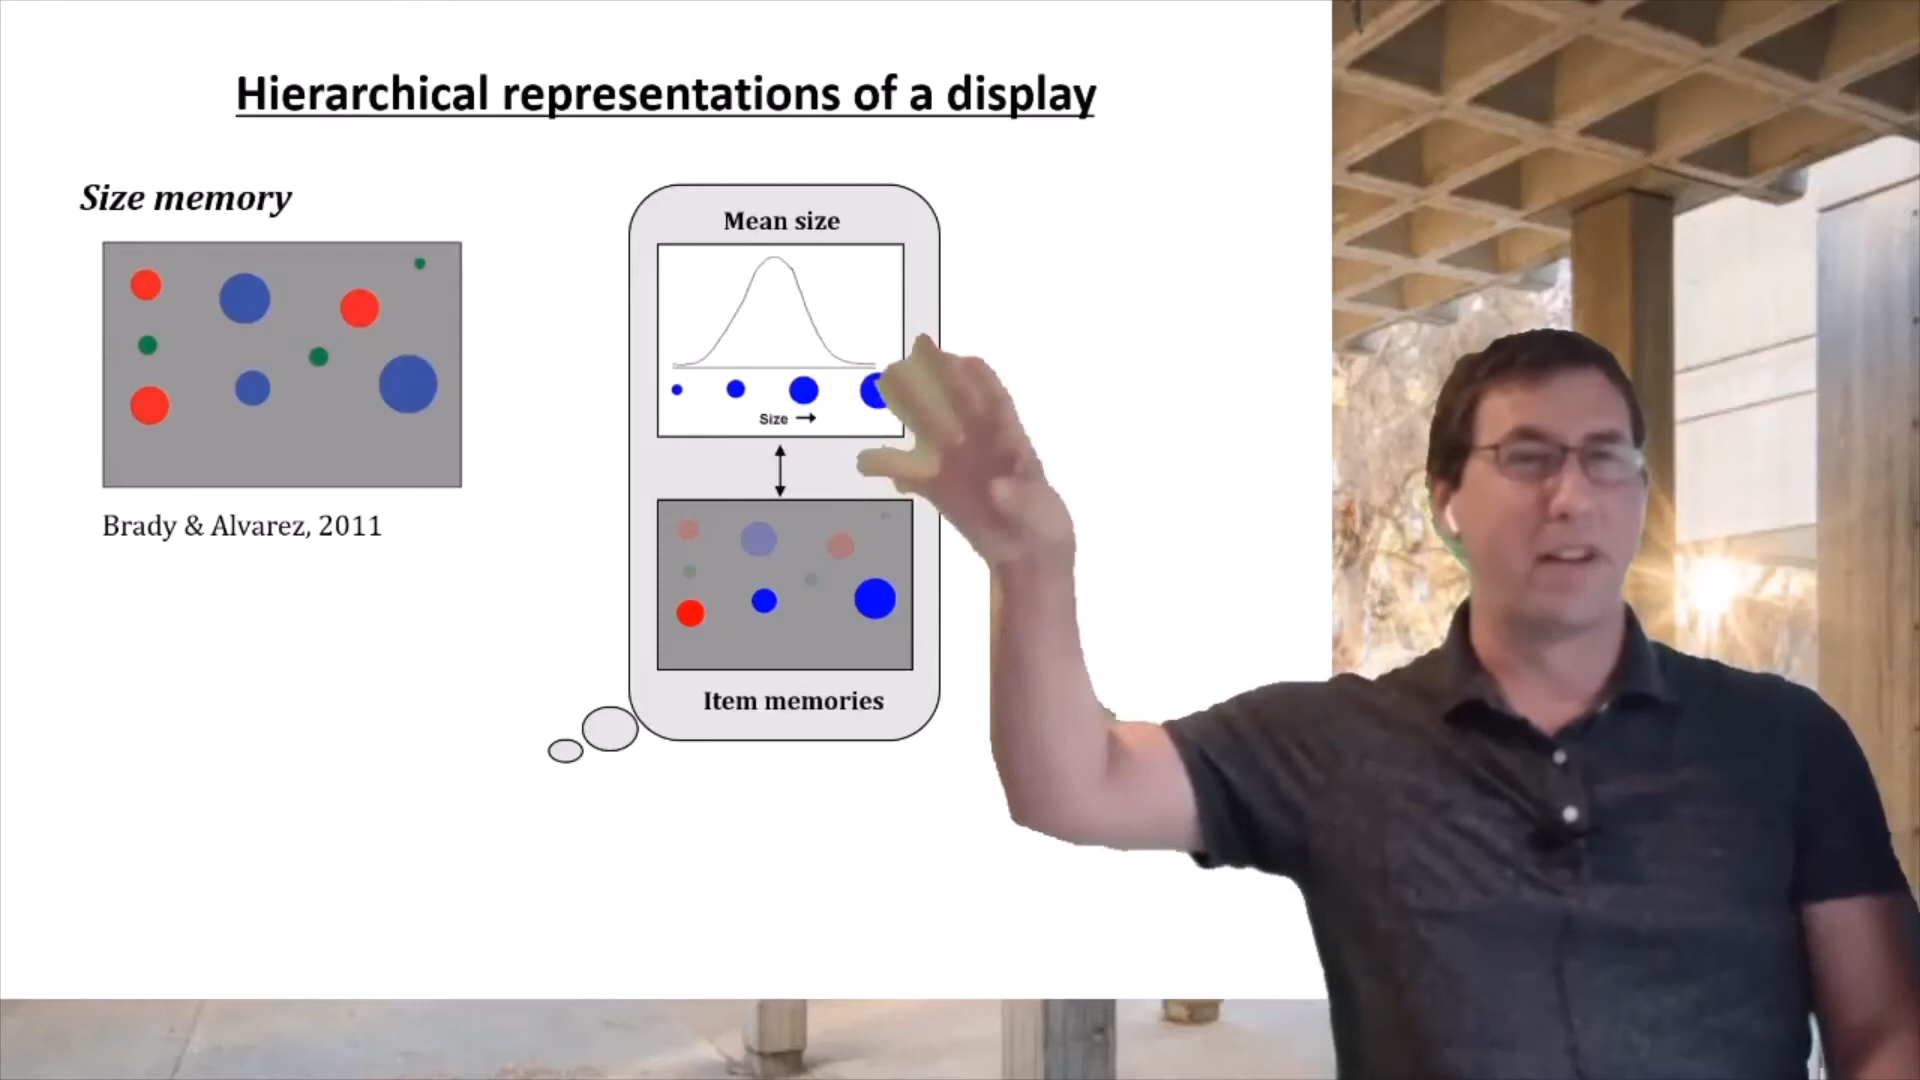 Hierarchical representations of a display
Size memory
Brady & Alvarez, 2011
Mean size
Size →
Item memories